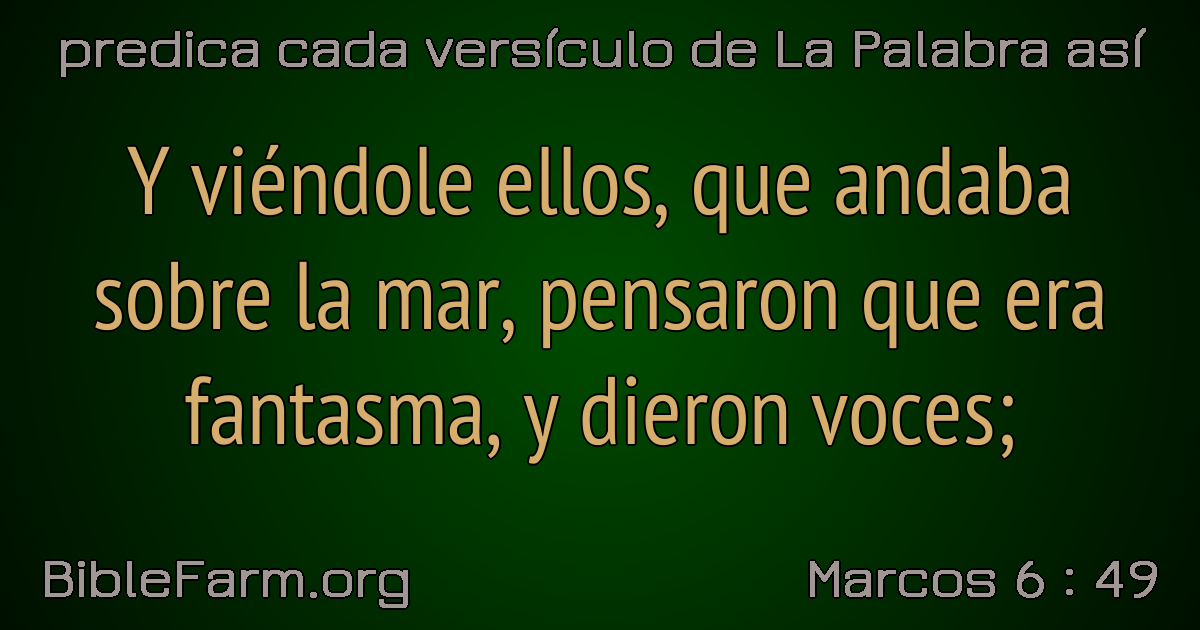 predica cada versículo de La Palabra así
Y viéndole ellos, que andaba
sobre la mar, pensaron que era
fantasma, y dieron voces;
BibleFarm.org
Marcos 6 : 49